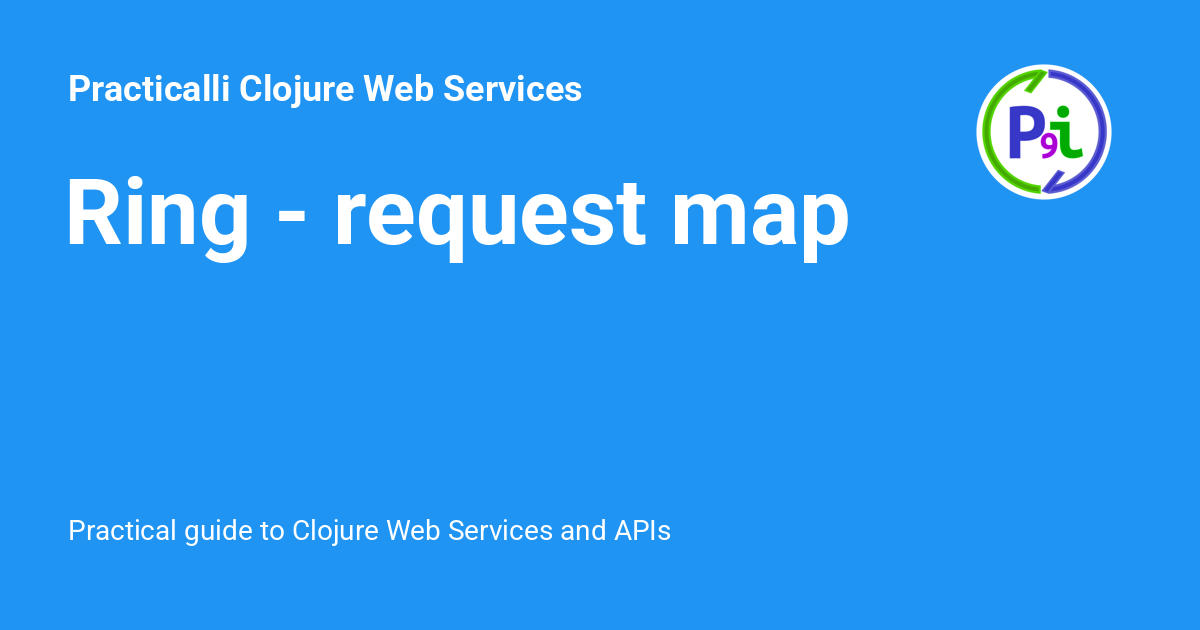 Practicalli Clojure Web Services
P9i
Ring - request map
Practical guide to Clojure Web Services and APIs